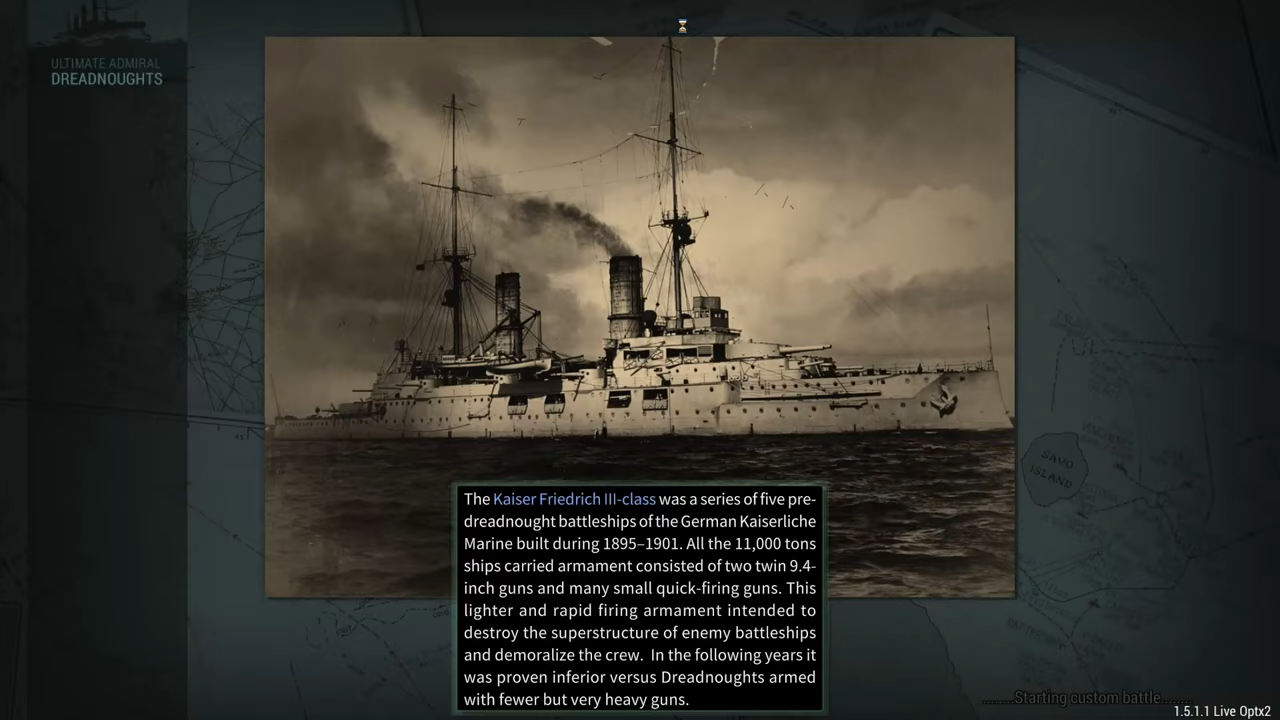 ULTIMATE ADMIRAL
DREADNOUGHTS
The Kaiser Friedrich III-class was a series of five pre-
dreadnought battleships of the German Kaiserliche
Marine built during 1895–1901. All the 11,000 tons
ships carried armament consisted of two twin 9.4-
inch guns and many small quick-firing guns. This
lighter and rapid firing armament intended to
destroy the superstructure of enemy battleships
and demoralize the crew. In the following years it
was proven inferior versus Dreadnoughts armed
with fewer but very heavy guns.
SAVO
ISLAND
.......Starting custom battle.......
1.5.1.1 Live Optx2